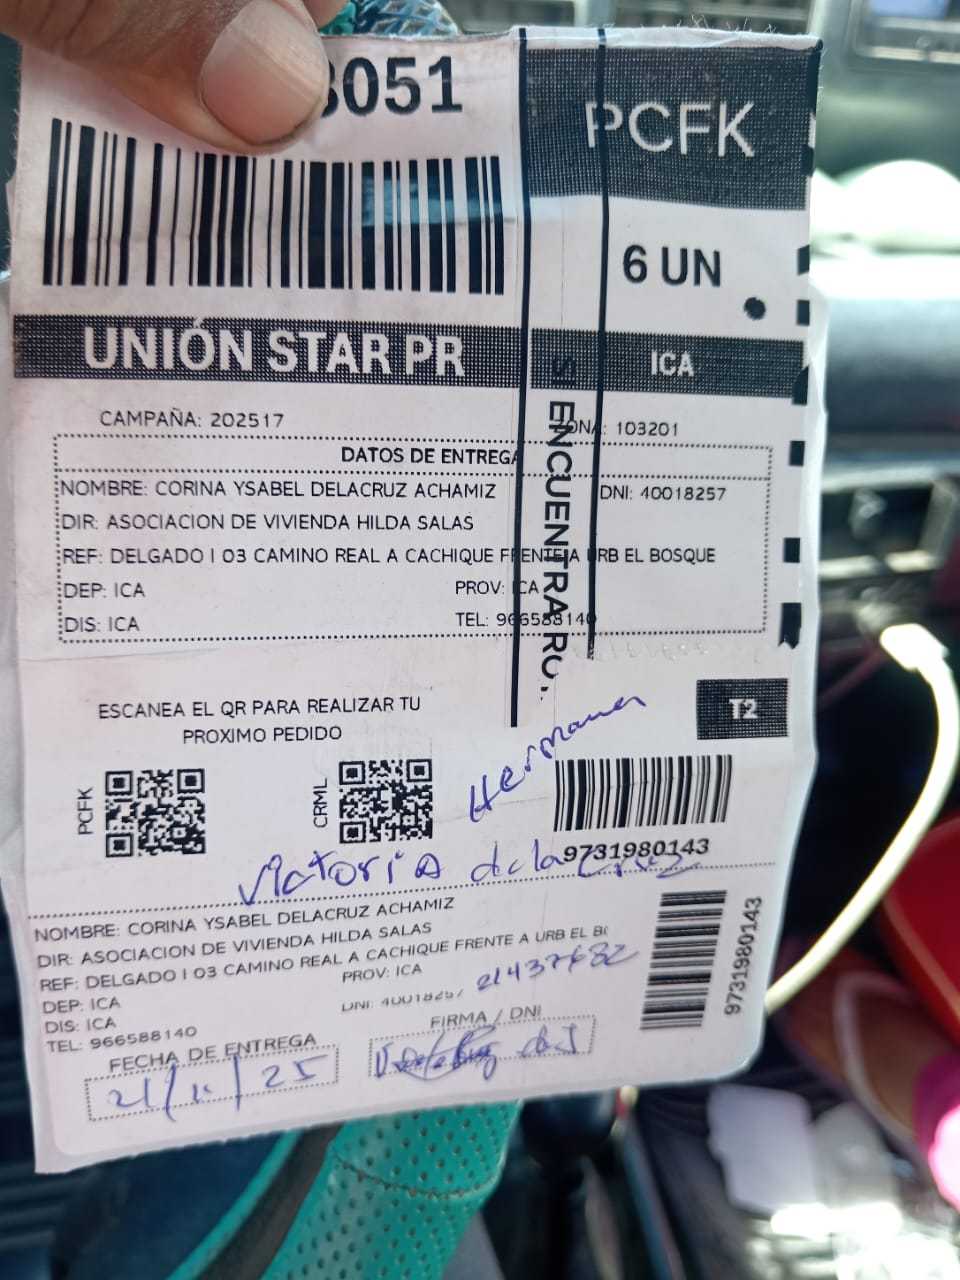 3051
PCFK
6 UN
UNIÓN STAR PR
ICA
CAMPAÑA: 202517
ZONA: 103201
DATOS DE ENTREGA
NOMBRE: CORINA YSABEL DELACRUZ ACHAMIZ
DNI: 40018257
DIR: ASOCIACION DE VIVIENDA HILDA SALAS
REF: DELGADO I 03 CAMINO REAL A CACHIQUE FRENTE A URB EL BOSQUE
DEP: ICA
PROV: ICA
DIS: ICA
TEL: 966588140
SI ENCUENTRA
ESCANEA EL QR PARA REALIZAR TU
PROXIMO PEDIDO
T2
PCFK
CRML
Hermana
9731980143
Victoria dela Cruz
NOMBRE: CORINA YSABEL DELACRUZ ACHAMIZ
DIR: ASOCIACION DE VIVIENDA HILDA SALAS
REF: DELGADO I 03 CAMINO REAL A CACHIQUE FRENTE A URB EL
DEP: ICA
PROV: ICA
21437682
DIS: ICA
DNI: 40018257
TEL: 966588140
9731980143
FECHA DE ENTREGA
FIRMA / DNI
21/11/25